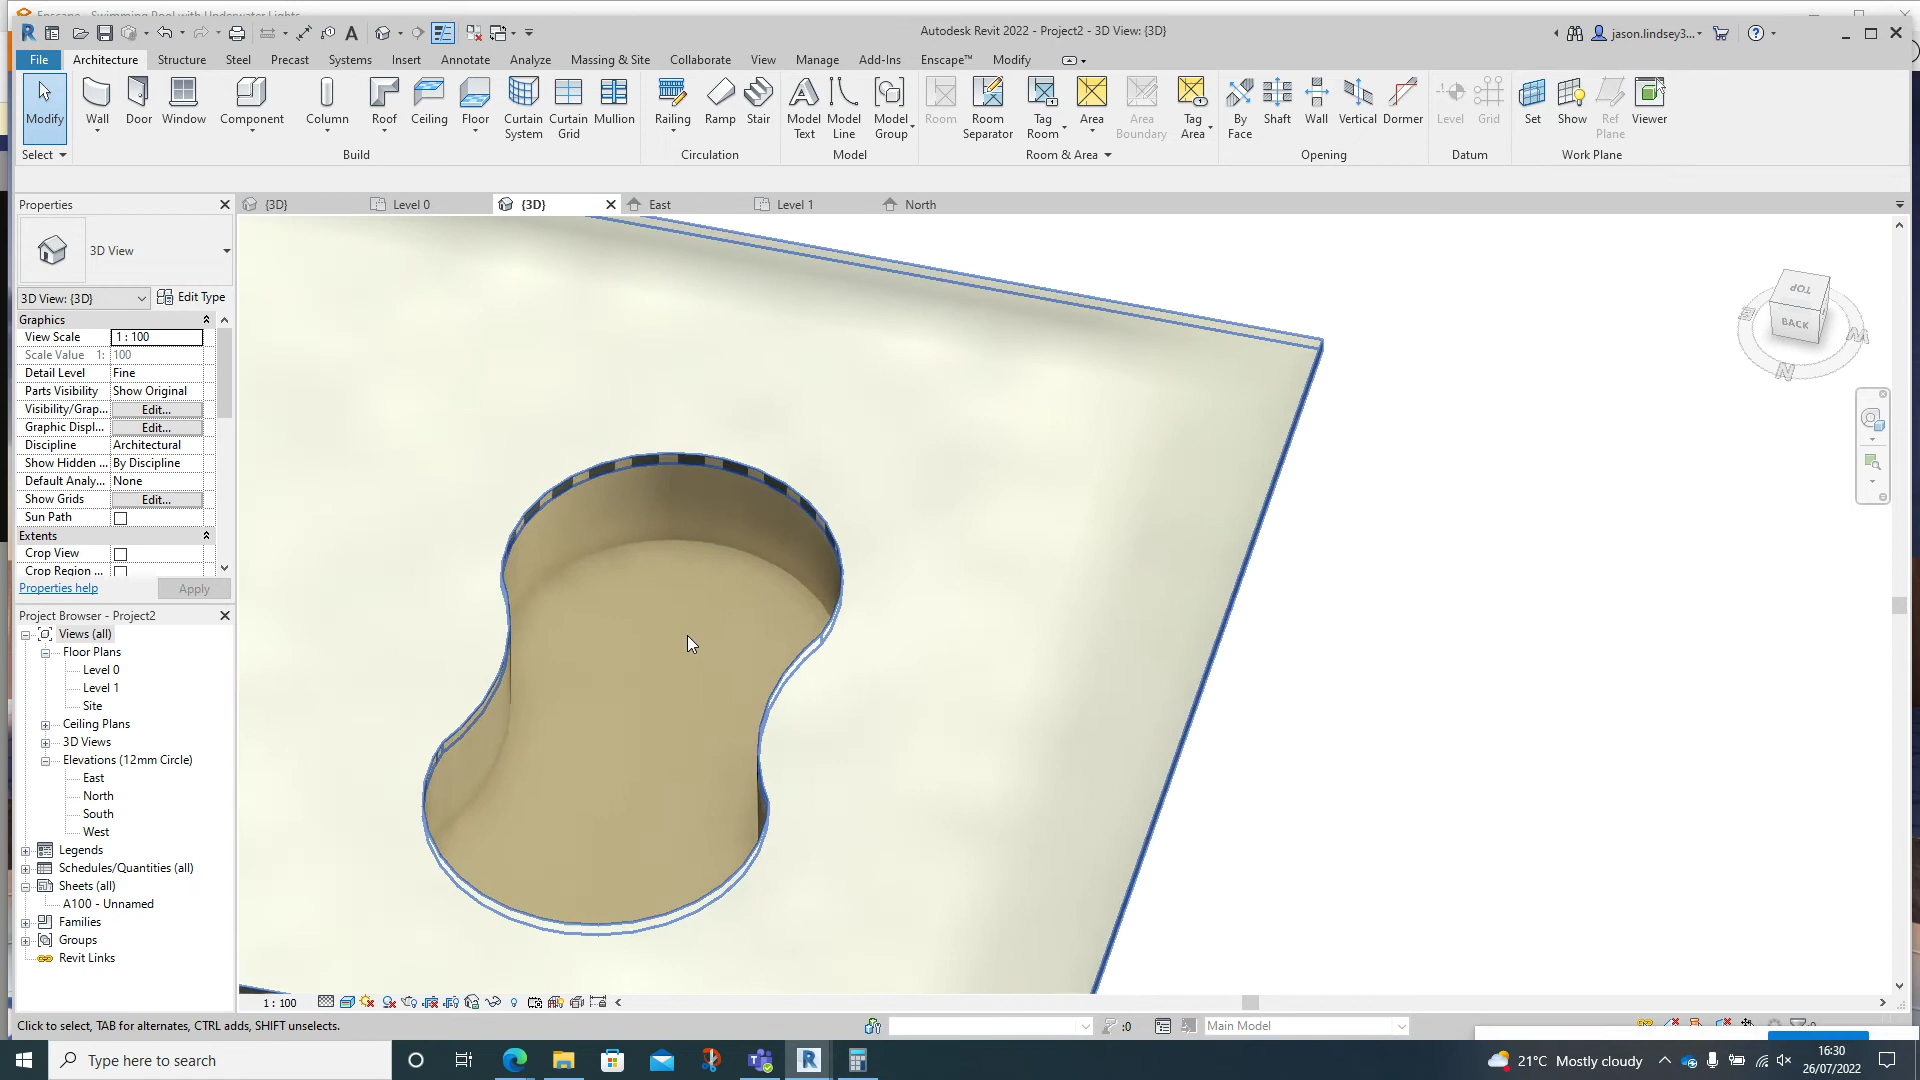 Enscape - Swimming Pool with Underwater Lights
Autodesk Revit 2022 - Project2 - 3D View: {3D}
jason.lindsey3...
File Architecture Structure Steel Precast Systems Insert Annotate Analyze Massing & Site Collaborate View Manage Add-Ins Enscape™ Modify
Modify Wall Door Window Component Column Roof Ceiling Floor Curtain System Curtain Grid Mullion Railing Ramp Stair Model Text Model Line Model Group Room Room Separator Tag Room Area Area Boundary Tag Area By Face Shaft Wall Vertical Dormer Level Grid Set Show Ref Plane Viewer
Select Build Circulation Model Room & Area Opening Datum Work Plane
Properties
{3D} Level 0 {3D} East Level 1 North
3D View
3D View: {3D} Edit Type
Graphics
View Scale 1 : 100
Scale Value 1: 100
Detail Level Fine
Parts Visibility Show Original
Visibility/Grap... Edit...
Graphic Displ... Edit...
Discipline Architectural
Show Hidden ... By Discipline
Default Analy... None
Show Grids Edit...
Sun Path
Extents
Crop View
Crop Region ...
Properties help Apply
Project Browser - Project2
Views (all)
Floor Plans
Level 0
Level 1
Site
Ceiling Plans
3D Views
Elevations (12mm Circle)
East
North
South
West
Legends
Schedules/Quantities (all)
Sheets (all)
A100 - Unnamed
Families
Groups
Revit Links
TOP
BACK
E
W
N
1 : 100
Click to select, TAB for alternates, CTRL adds, SHIFT unselects.
:0
Main Model
Type here to search
21°C Mostly cloudy
16:30
26/07/2022